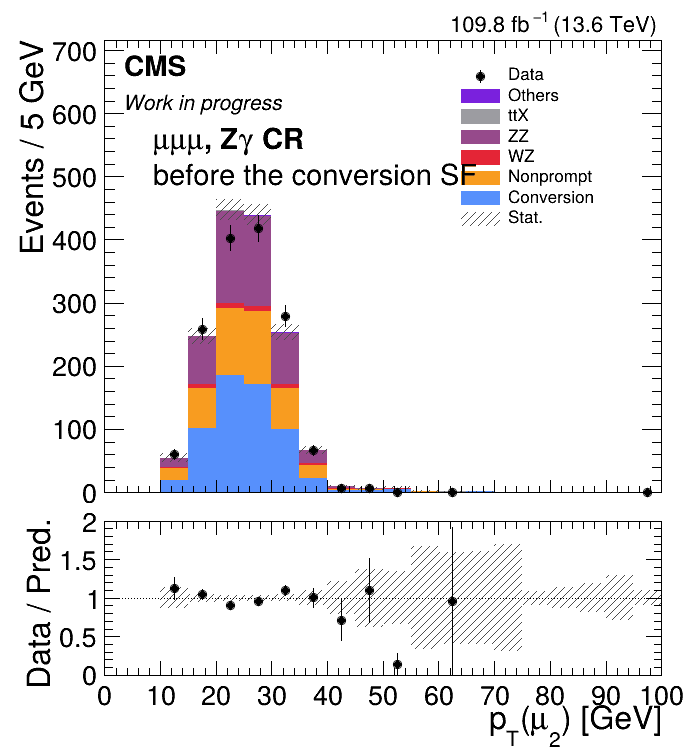 109.8 fb⁻¹ (13.6 TeV)
CMS
Work in progress
μμμ, Zγ CR
before the conversion SF
Data
Others
ttX
ZZ
WZ
Nonprompt
Conversion
Stat.
Events / 5 GeV
700
600
500
400
300
200
100
0
Data / Pred.
2
1.5
1
0.5
0
0 10 20 30 40 50 60 70 80 90 100
p_T(μ_2) [GeV]